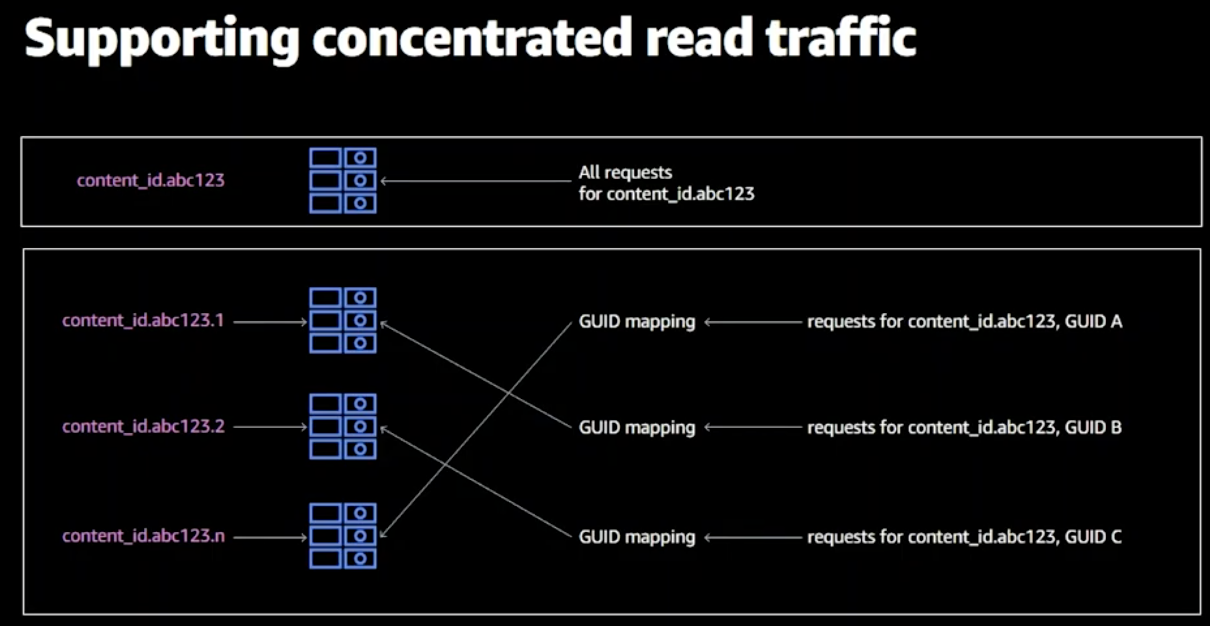 Supporting concentrated read traffic
content_id.abc123
All requests
for content_id.abc123
content_id.abc123.1
GUID mapping
requests for content_id.abc123, GUID A
content_id.abc123.2
GUID mapping
requests for content_id.abc123, GUID B
content_id.abc123.n
GUID mapping
requests for content_id.abc123, GUID C